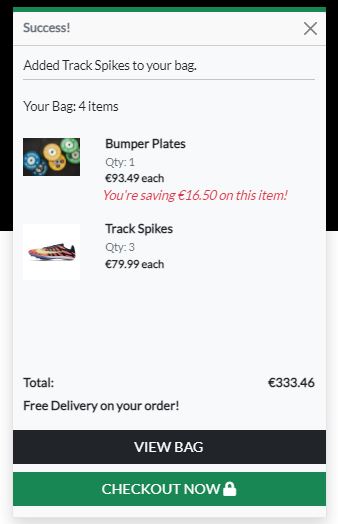 Success!
Added Track Spikes to your bag.
Your Bag: 4 items
Bumper Plates
Qty: 1
€93.49 each
You're saving €16.50 on this item!
Track Spikes
Qty: 3
€79.99 each
Total: €333.46
Free Delivery on your order!
VIEW BAG
CHECKOUT NOW